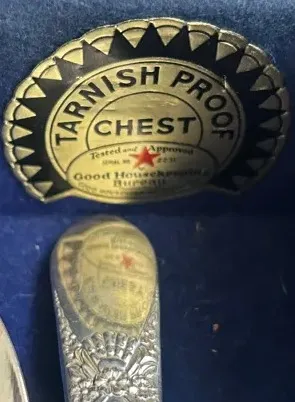 TARNISH PROOF
CHEST
Tested and Approved
Good Housekeeping
Bureau